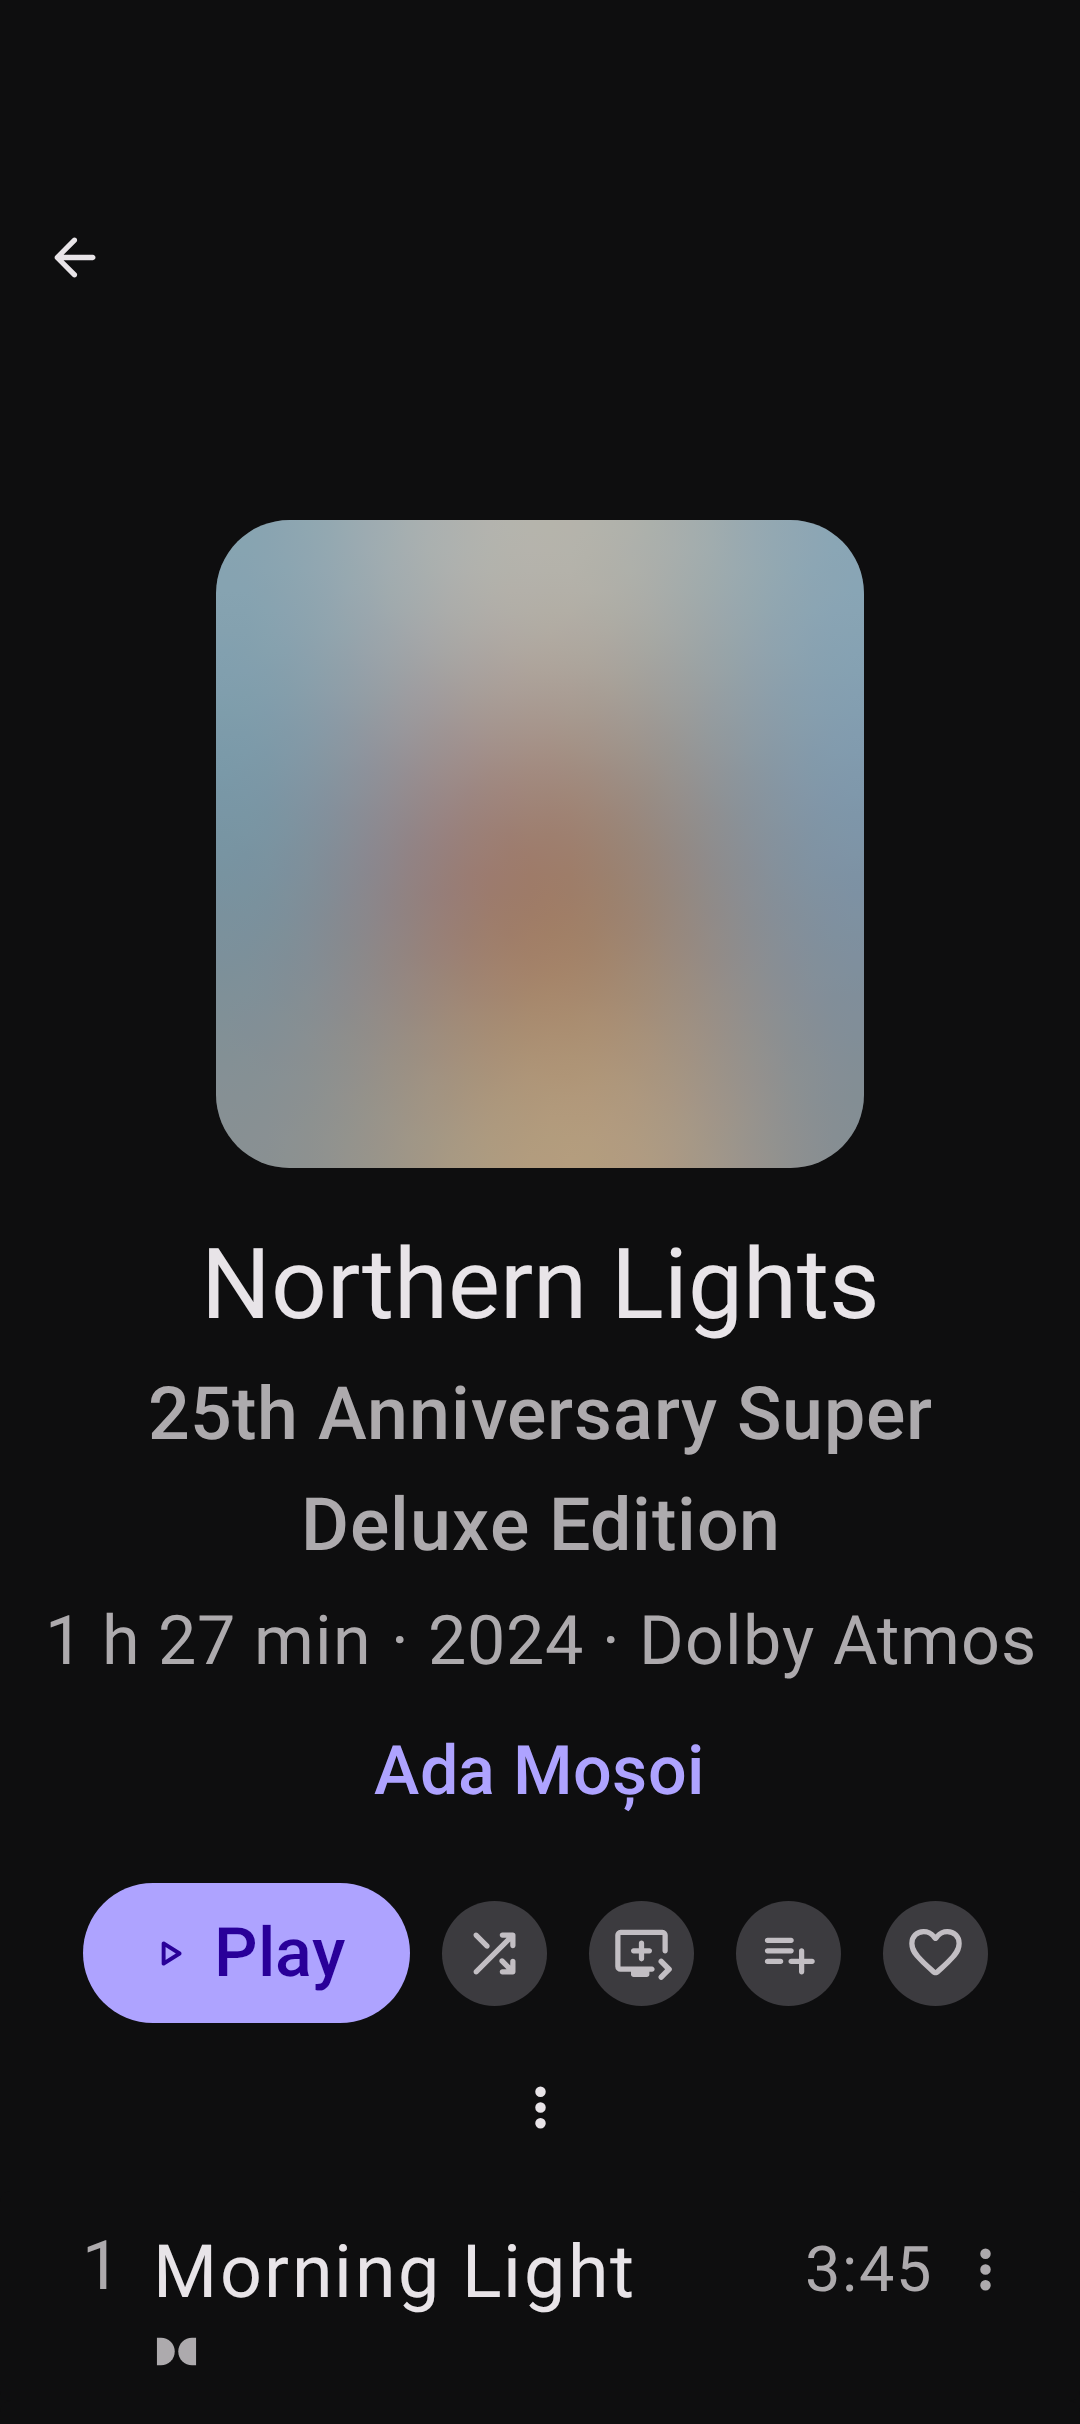 Northern Lights
25th Anniversary Super
Deluxe Edition
1 h 27 min · 2024 · Dolby Atmos
Ada Moșoi
Play
1 Morning Light 3:45